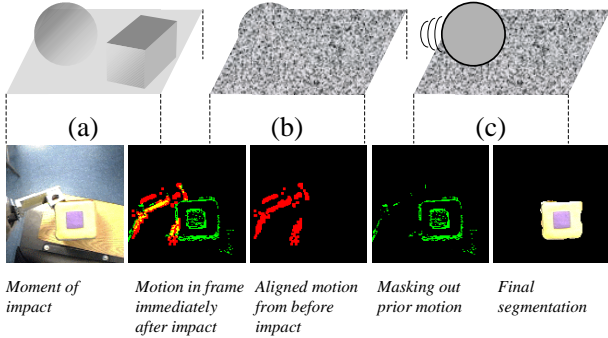 (a) (b) (c)
Moment of impact
Motion in frame immediately after impact
Aligned motion from before impact
Masking out prior motion
Final segmentation